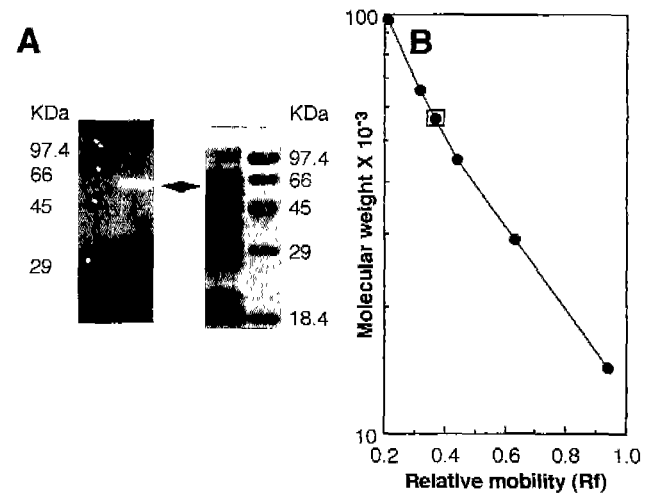 A
KDa
97.4
66
45
29
KDa
97.4
66
45
29
18.4
B
100
10
Molecular weight X 10-3
0.2 0.4 0.6 0.8 1.0
Relative mobility (Rf)